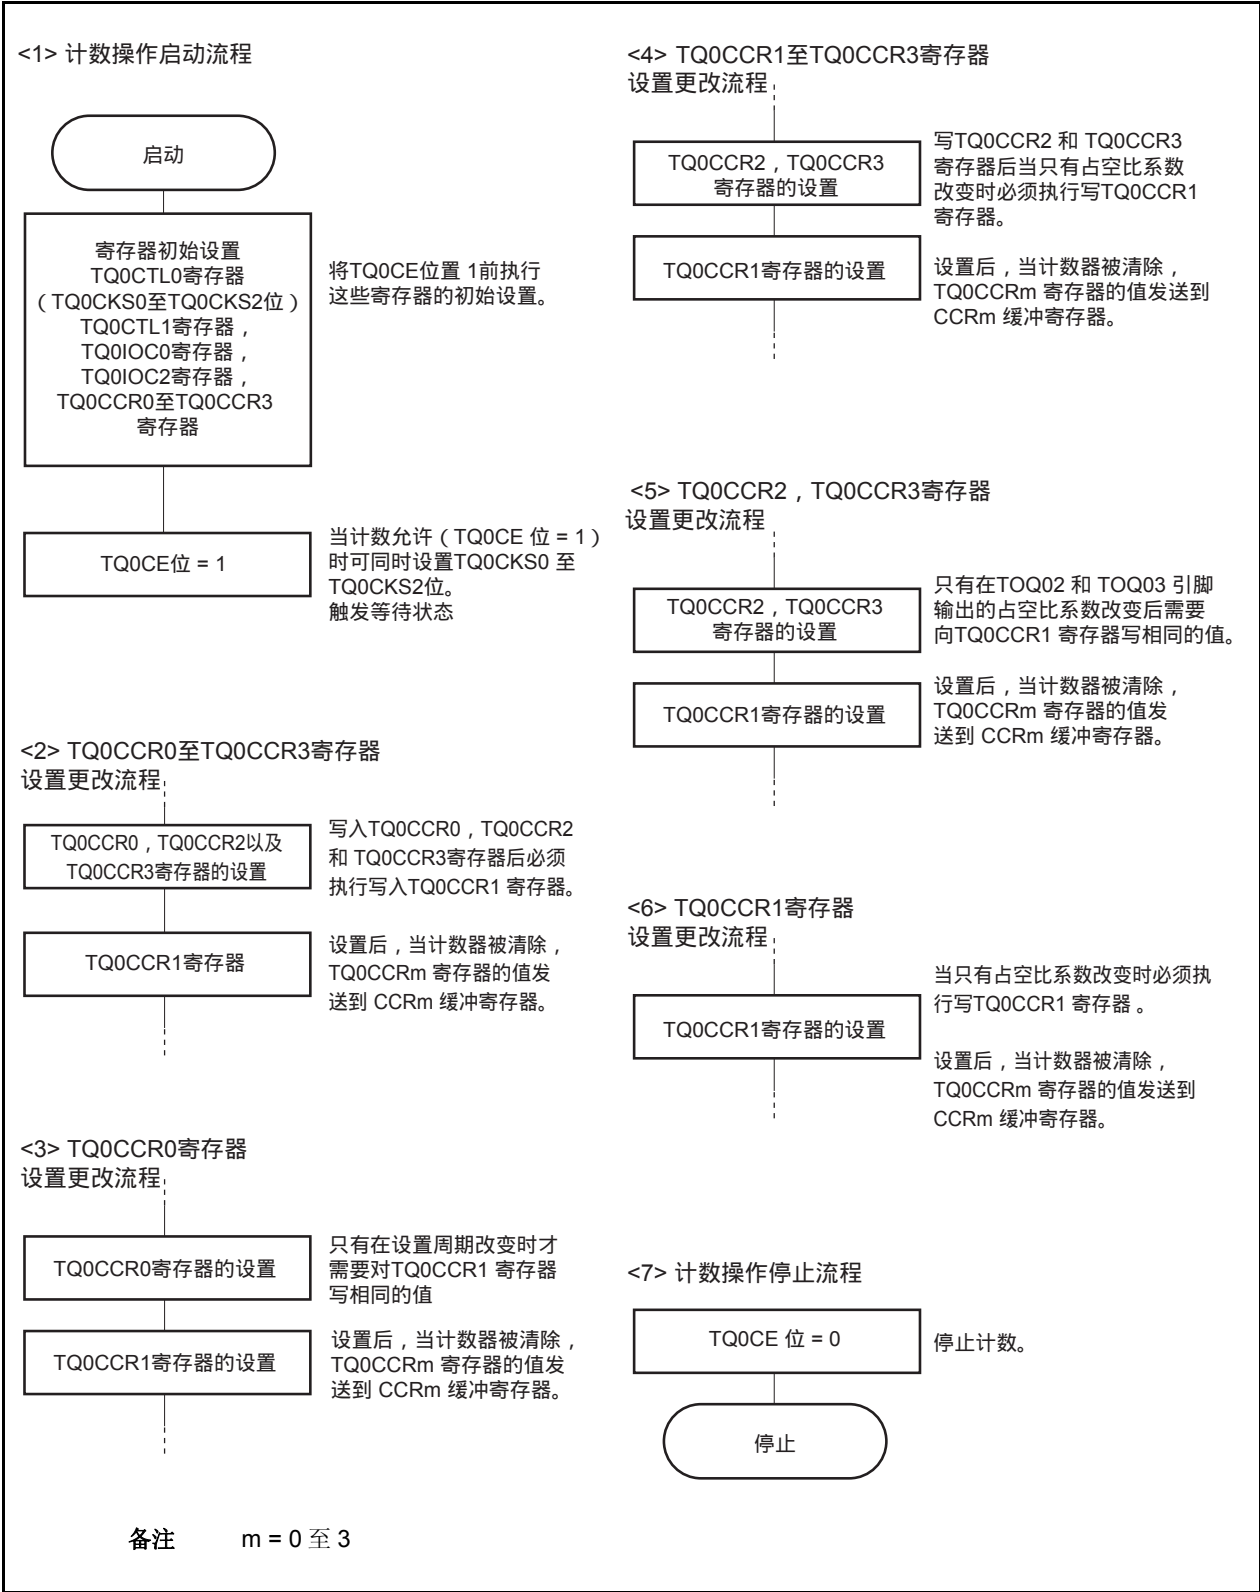 <1> 计数操作启动流程
启动
寄存器初始设置
TQ0CTL0寄存器
（TQ0CKS0至TQ0CKS2位）
TQ0CTL1寄存器，
TQ0IOC0寄存器，
TQ0IOC2寄存器，
TQ0CCR0至TQ0CCR3
寄存器
将TQ0CE位置 1前执行
这些寄存器的初始设置。
TQ0CE位 = 1
当计数允许（TQ0CE 位 = 1）
时可同时设置TQ0CKS0 至
TQ0CKS2位。
触发等待状态
<2> TQ0CCR0至TQ0CCR3寄存器
设置更改流程
TQ0CCR0，TQ0CCR2以及
TQ0CCR3寄存器的设置
写入TQ0CCR0，TQ0CCR2
和 TQ0CCR3寄存器后必须
执行写入TQ0CCR1 寄存器。
TQ0CCR1寄存器
设置后，当计数器被清除，
TQ0CCRm 寄存器的值发
送到 CCRm 缓冲寄存器。
<3> TQ0CCR0寄存器
设置更改流程
TQ0CCR0寄存器的设置
只有在设置周期改变时才
需要对TQ0CCR1 寄存器
写相同的值
TQ0CCR1寄存器的设置
设置后，当计数器被清除，
TQ0CCRm 寄存器的值发
送到 CCRm 缓冲寄存器。
<4> TQ0CCR1至TQ0CCR3寄存器
设置更改流程
TQ0CCR2，TQ0CCR3
寄存器的设置
写TQ0CCR2 和 TQ0CCR3
寄存器后当只有占空比系数
改变时必须执行写TQ0CCR1
寄存器。
TQ0CCR1寄存器的设置
设置后，当计数器被清除，
TQ0CCRm 寄存器的值发送到
CCRm 缓冲寄存器。
<5> TQ0CCR2，TQ0CCR3寄存器
设置更改流程
TQ0CCR2，TQ0CCR3
寄存器的设置
只有在TOQ02 和 TOQ03 引脚
输出的占空比系数改变后需要
向TQ0CCR1 寄存器写相同的值。
TQ0CCR1寄存器的设置
设置后，当计数器被清除，
TQ0CCRm 寄存器的值发
送到 CCRm 缓冲寄存器。
<6> TQ0CCR1寄存器
设置更改流程
TQ0CCR1寄存器的设置
当只有占空比系数改变时必须执
行写TQ0CCR1 寄存器 。
设置后，当计数器被清除，
TQ0CCRm 寄存器的值发送到
CCRm 缓冲寄存器。
<7> 计数操作停止流程
TQ0CE 位 = 0
停止计数。
停止
备注 m = 0 至 3